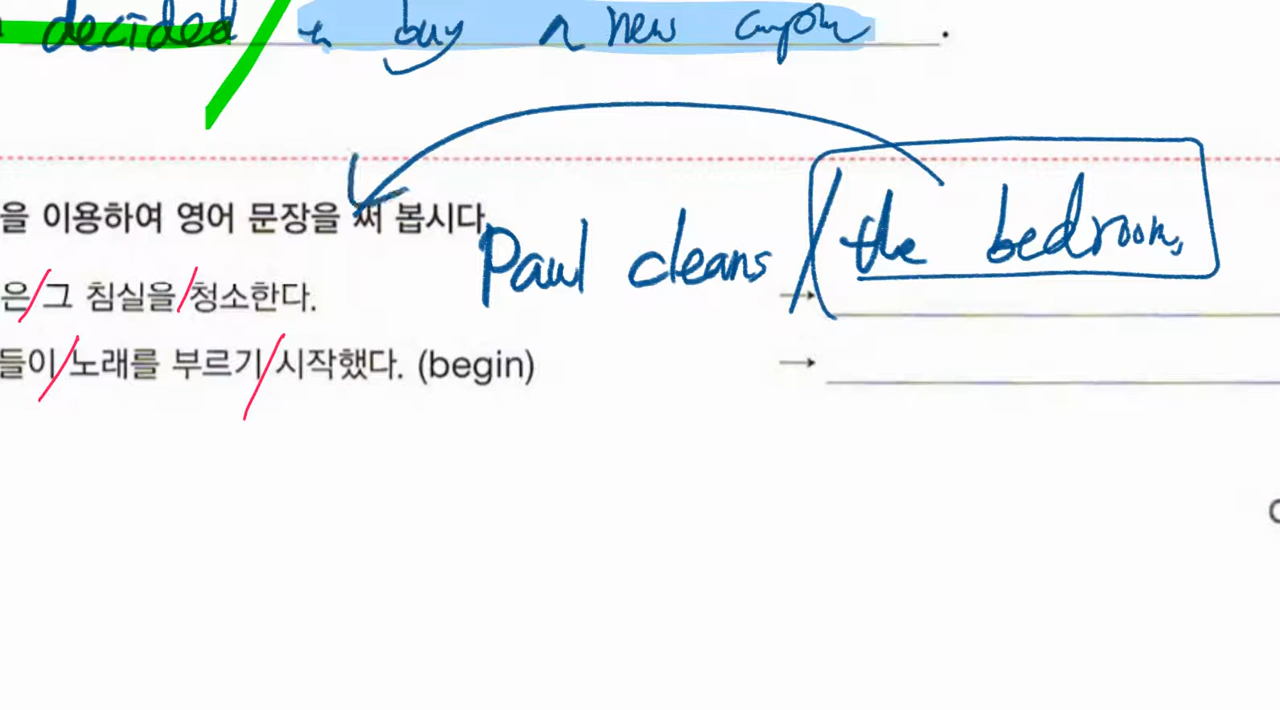 decided to buy a new
을 이용하여 영어 문장을 써 봅시다.
Paul cleans / the bedroom.
은/그 침실을/청소한다. →
들이/노래를 부르기/시작했다. (begin) →